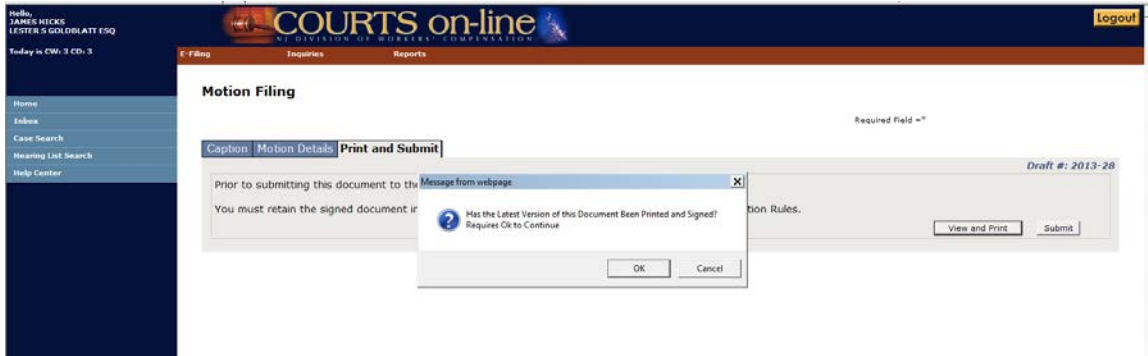 Hello,
JAMES HICKS
LESTER S GOLDBLATT ESQ
Today is CW: 3 CD: 3
COURTS on-line
NJ DIVISION OF WORKERS' COMPENSATION
Logout
E-Filing Inquiries Reports
Home
Inbox
Case Search
Hearing List Search
Help Center
Motion Filing
Required Field ="
Caption Motion Details Print and Submit
Draft #: 2013-28
Prior to submitting this document to the
You must retain the signed document in
tion Rules.
View and Print Submit
Message from webpage
Has the Latest Version of this Document Been Printed and Signed?
Requires Ok to Continue
OK Cancel